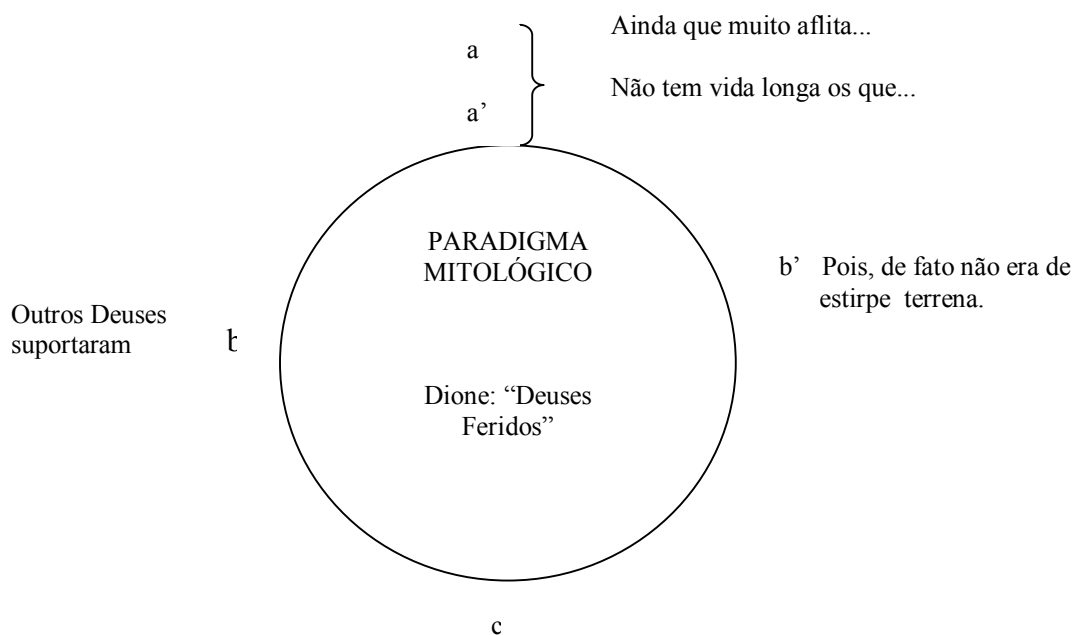 a
Ainda que muito aflita...
a’
Não tem vida longa os que...
PARADIGMA
MITOLÓGICO
b’ Pois, de fato não era de
estirpe terrena.
Outros Deuses
suportaram
b
Dione: “Deuses
Feridos”
c